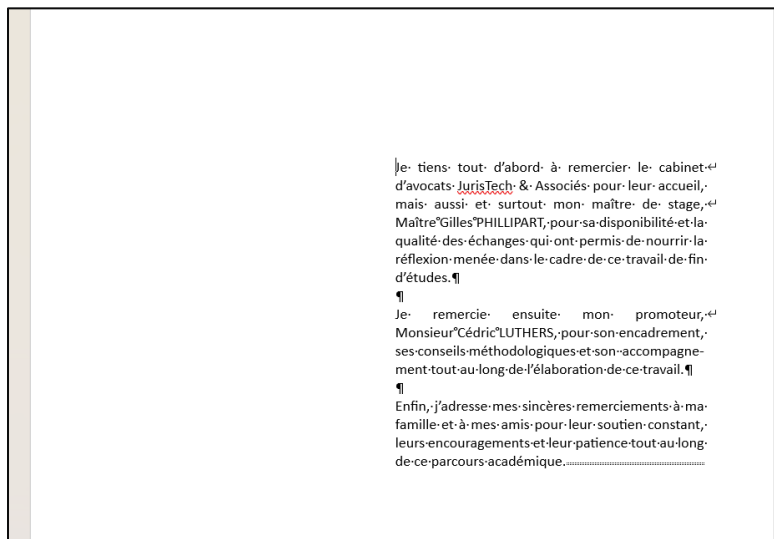 Je tiens tout d’abord à remercier le cabinet
d’avocats JurisTech & Associés pour leur accueil,
mais aussi et surtout mon maître de stage,
Maître Gilles PHILLIPART, pour sa disponibilité et la
qualité des échanges qui ont permis de nourrir la
réflexion menée dans le cadre de ce travail de fin
d’études.¶
¶
Je remercie ensuite mon promoteur,
Monsieur Cédric LUTHERS, pour son encadrement,
ses conseils méthodologiques et son accompagne-
ment tout au long de l’élaboration de ce travail.¶
¶
Enfin, j’adresse mes sincères remerciements à ma
famille et à mes amis pour leur soutien constant,
leurs encouragements et leur patience tout au long
de ce parcours académique.